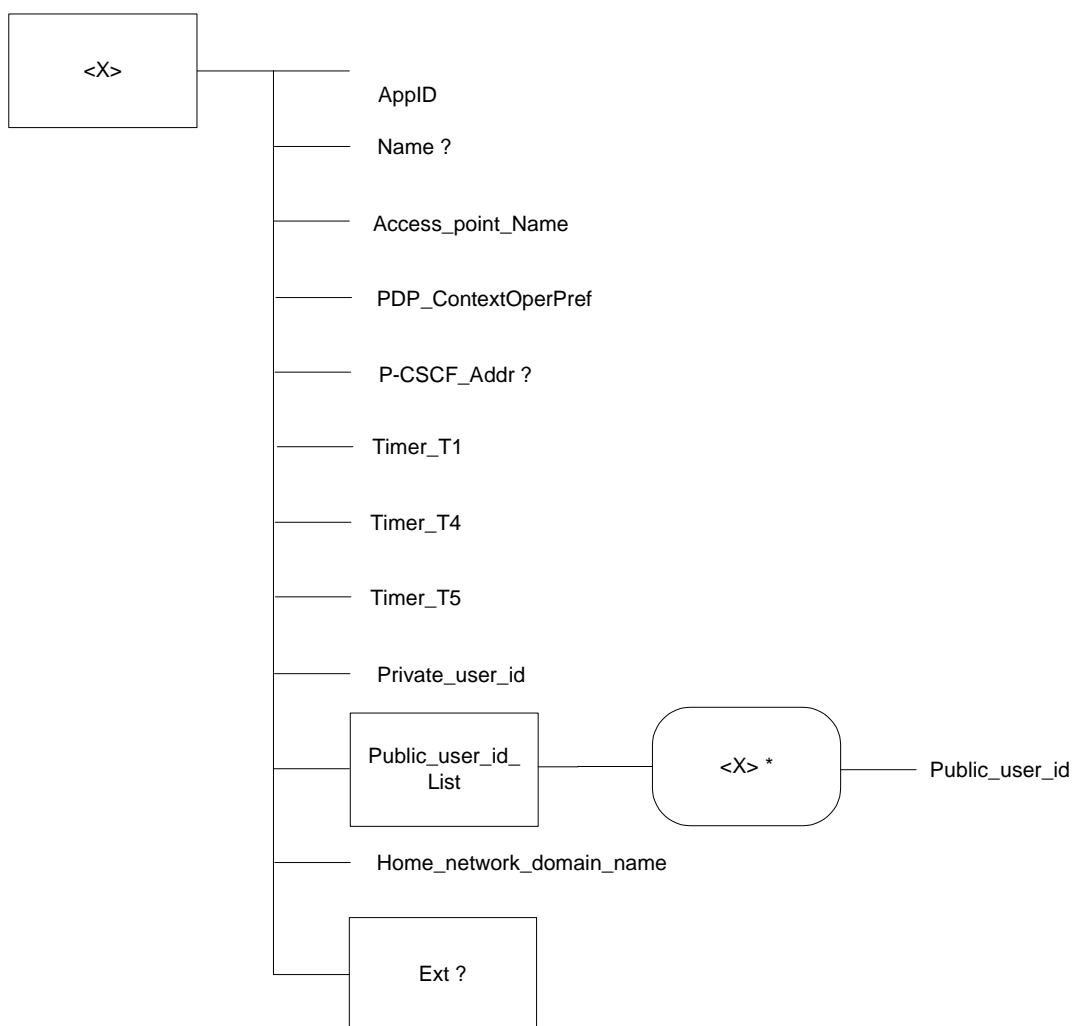 <X>
AppID
Name ?
Access_point_Name
PDP_ContextOperPref
P-CSCF_Addr ?
Timer_T1
Timer_T4
Timer_T5
Private_user_id
Public_user_id_
List
<X> *
Public_user_id
Home_network_domain_name
Ext ?